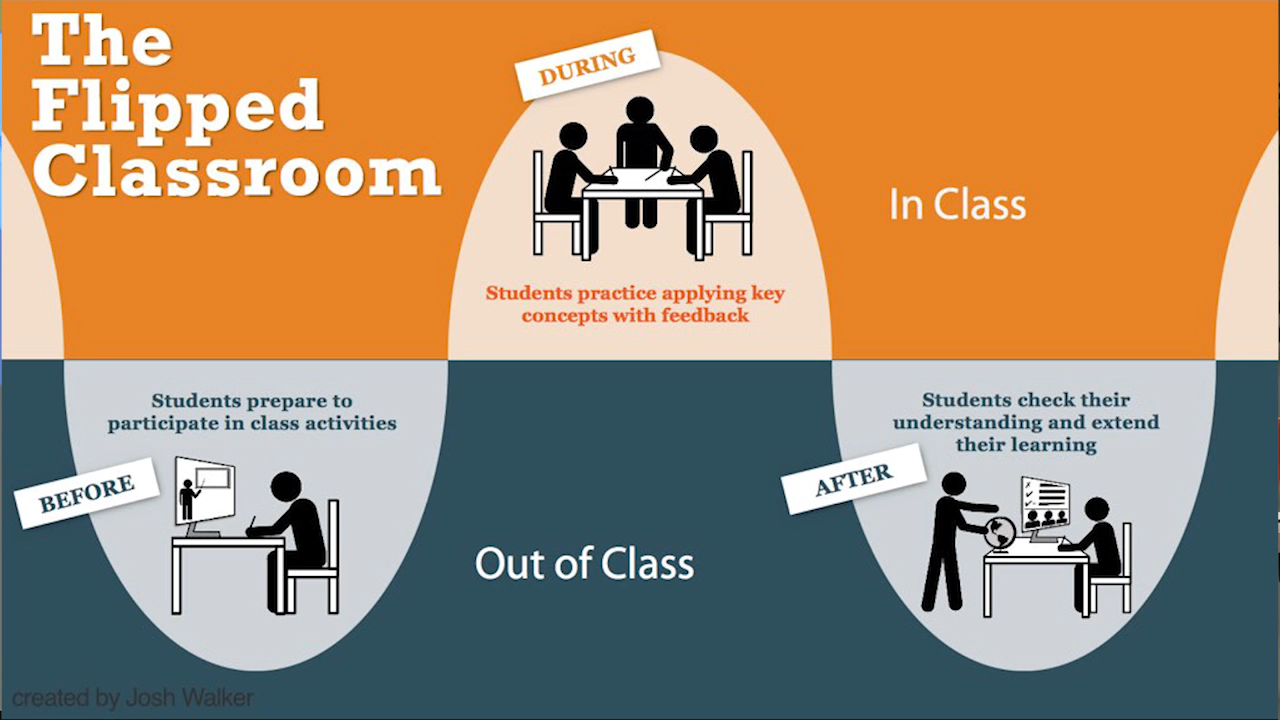 The
Flipped
Classroom
DURING
Students practice applying key
concepts with feedback
In Class
Students prepare to
participate in class activities
BEFORE
Out of Class
Students check their
understanding and extend
their learning
AFTER
created by Josh Walker